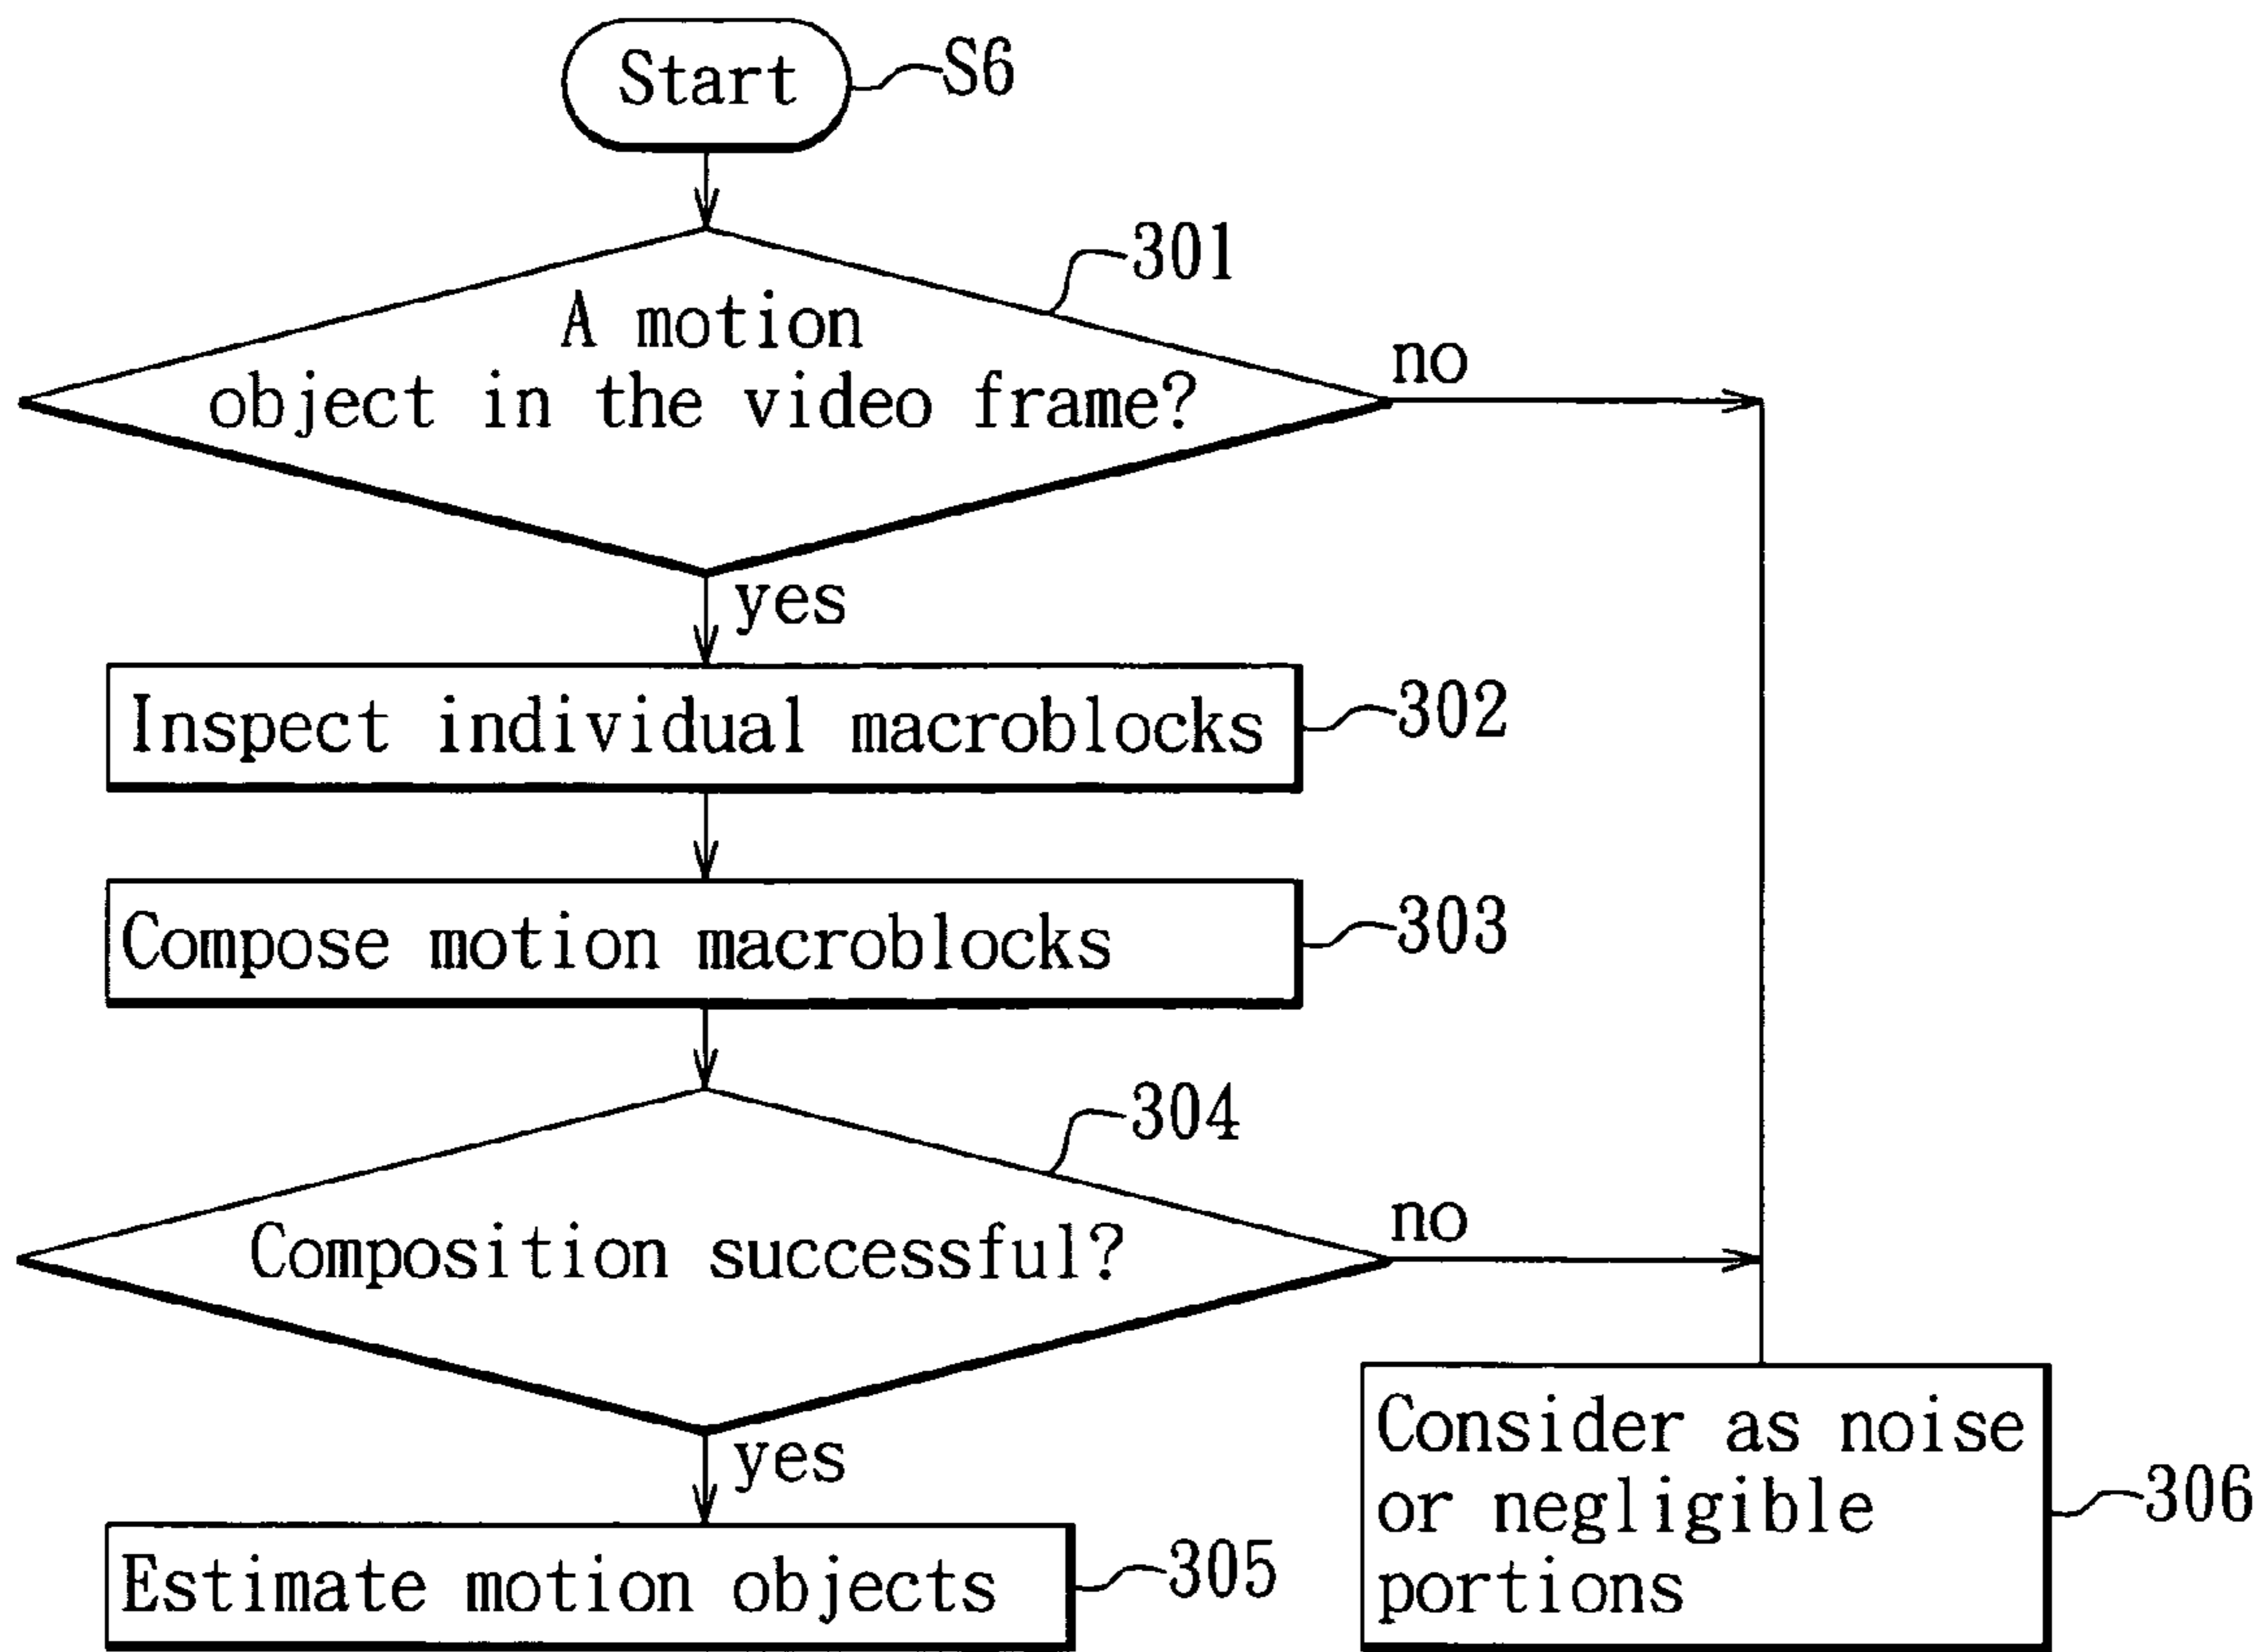 Start
S6
A motion
object in the video frame?
301
no
yes
Inspect individual macroblocks
302
Compose motion macroblocks
303
304
Composition successful?
no
yes
Estimate motion objects
305
Consider as noise
or negligible
portions
306